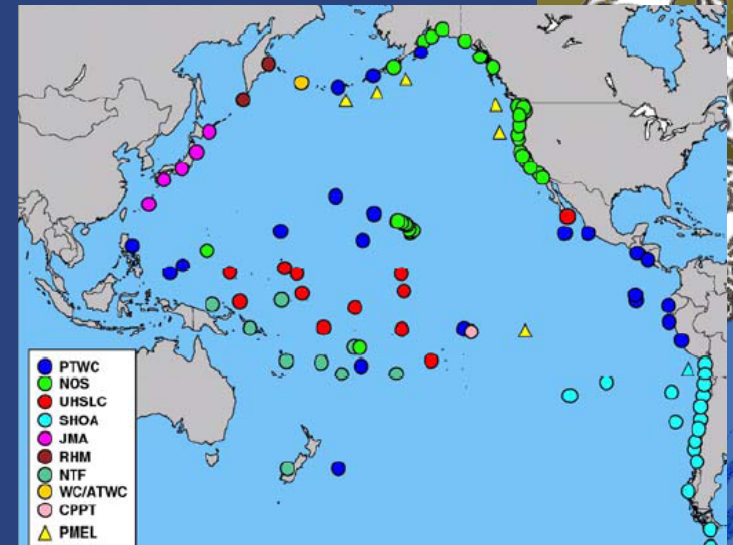 PTWC
NOS
UHSLC
SHOA
JMA
RHM
NTF
WC/ATWC
CPPT
PMEL